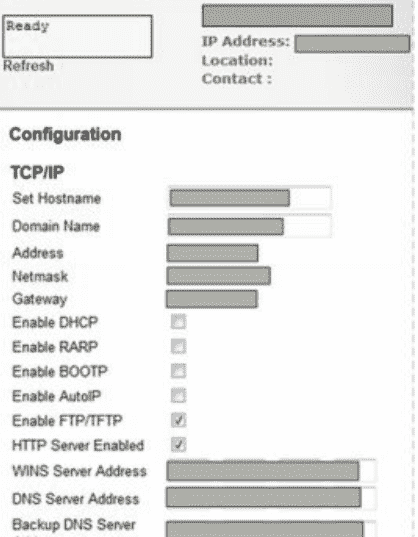 Ready
Refresh
IP Address:
Location:
Contact :
Configuration
TCP/IP
Set Hostname
Domain Name
Address
Netmask
Gateway
Enable DHCP
Enable RARP
Enable BOOTP
Enable AutoIP
Enable FTP/TFTP
HTTP Server Enabled
WINS Server Address
DNS Server Address
Backup DNS Server